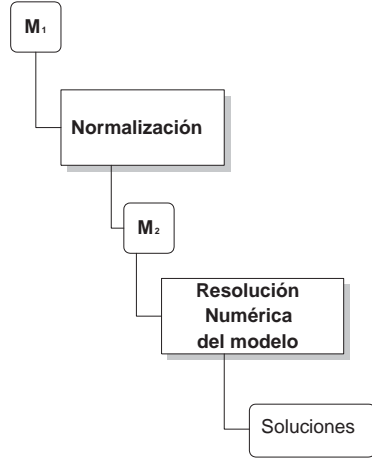 M₁
Normalización
M₂
Resolución
Numérica
del modelo
Soluciones